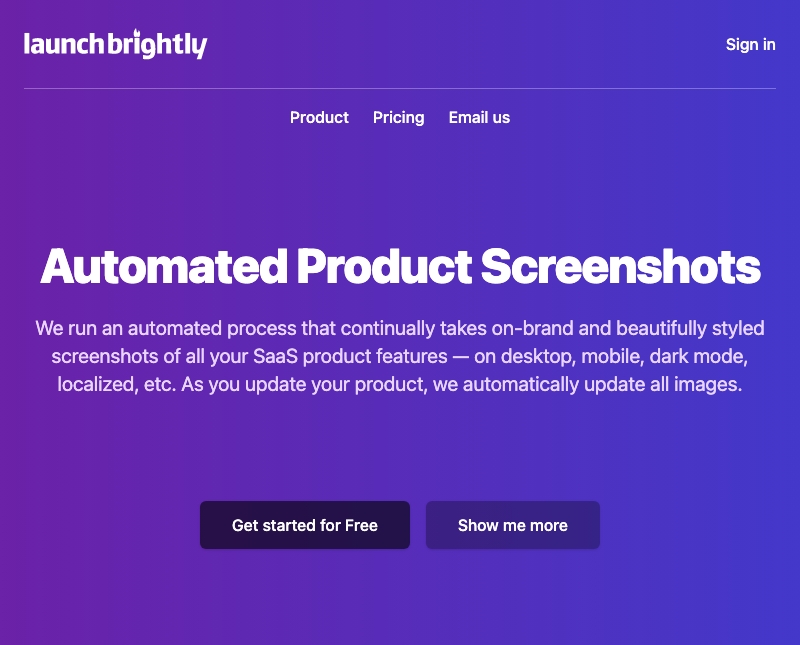 launchbrightly
Sign in
Product Pricing Email us
Automated Product Screenshots
We run an automated process that continually takes on-brand and beautifully styled
screenshots of all your SaaS product features — on desktop, mobile, dark mode,
localized, etc. As you update your product, we automatically update all images.
Get started for Free
Show me more